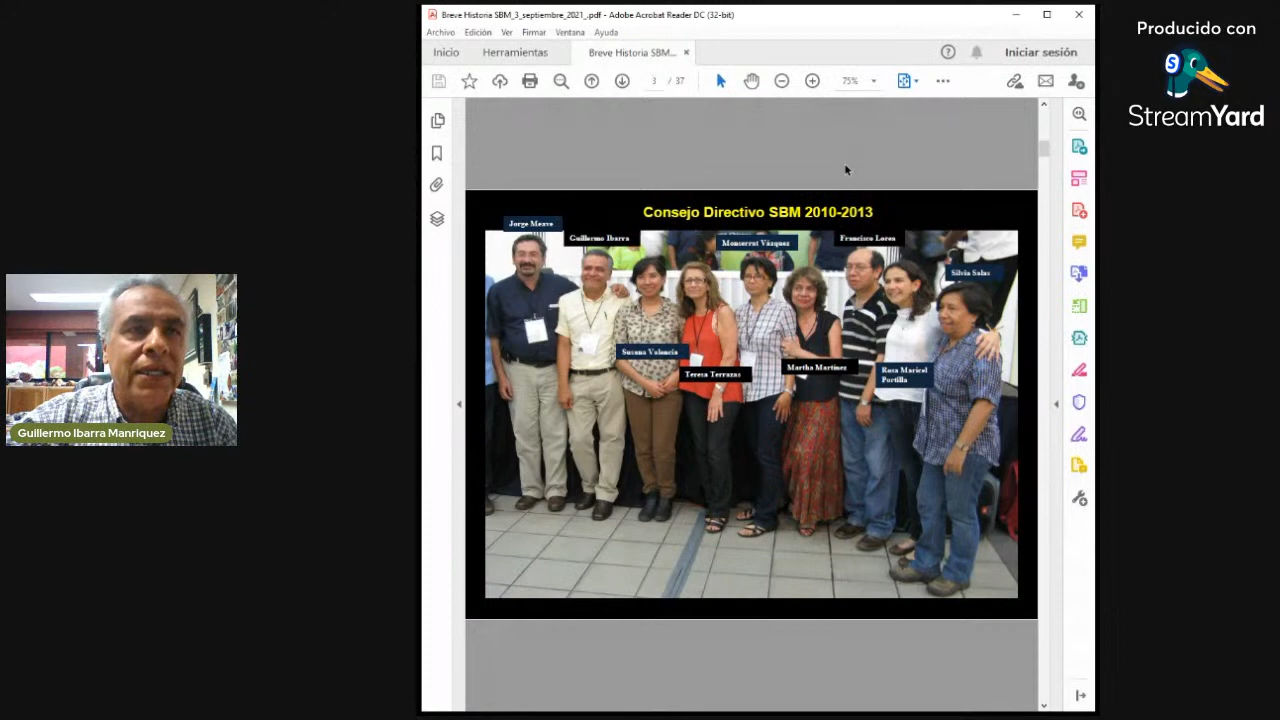 Breve Historia SBM_3_septiembre_2021_.pdf - Adobe Acrobat Reader DC (32-bit)
Archivo Edición Ver Firmar Ventana Ayuda
Inicio Herramientas Breve Historia SBM... × Iniciar sesión
3 / 37 75%
Producido con
StreamYard
Consejo Directivo SBM 2010-2013
Jorge Meave
Guillermo Ibarra
Monserrat Vázquez
Francisco Lorea
Silvia Salas
Susana Valencia
Teresa Terrazas
Martha Martínez
Rosa Maricel
Portilla
Guillermo Ibarra Manriquez